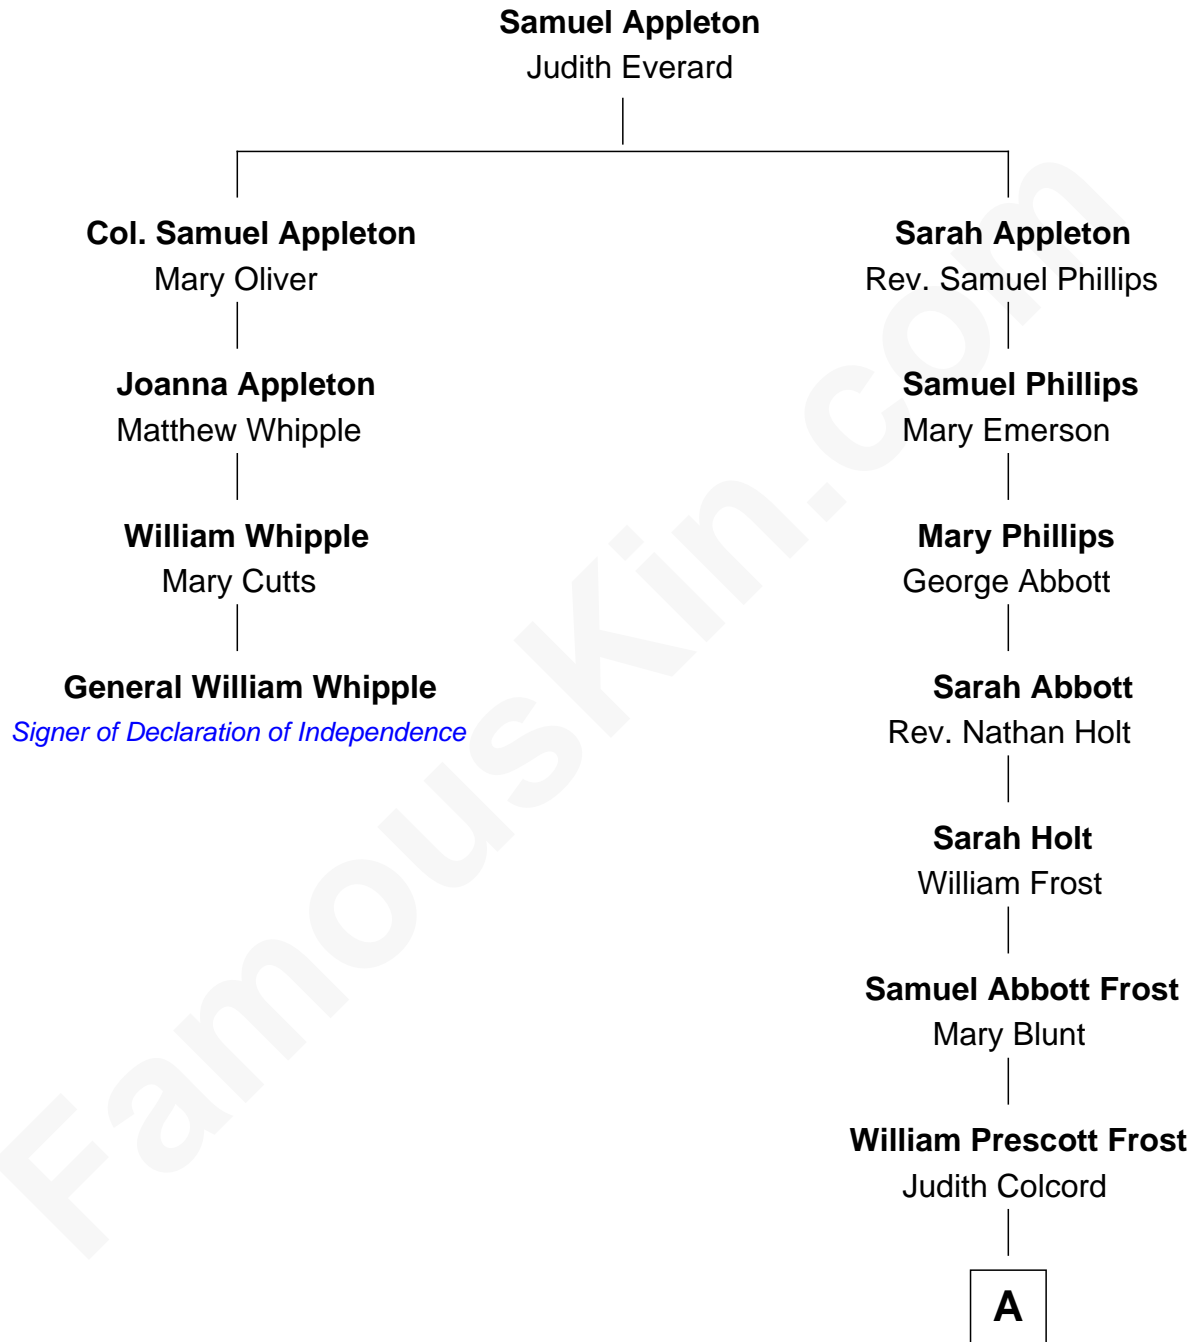 Samuel Appleton
Judith Everard
Col. Samuel Appleton
Mary Oliver
Joanna Appleton
Matthew Whipple
William Whipple
Mary Cutts
General William Whipple
Signer of Declaration of Independence
Sarah Appleton
Rev. Samuel Phillips
Samuel Phillips
Mary Emerson
Mary Phillips
George Abbott
Sarah Abbott
Rev. Nathan Holt
Sarah Holt
William Frost
Samuel Abbott Frost
Mary Blunt
William Prescott Frost
Judith Colcord
A
FamousKin.com